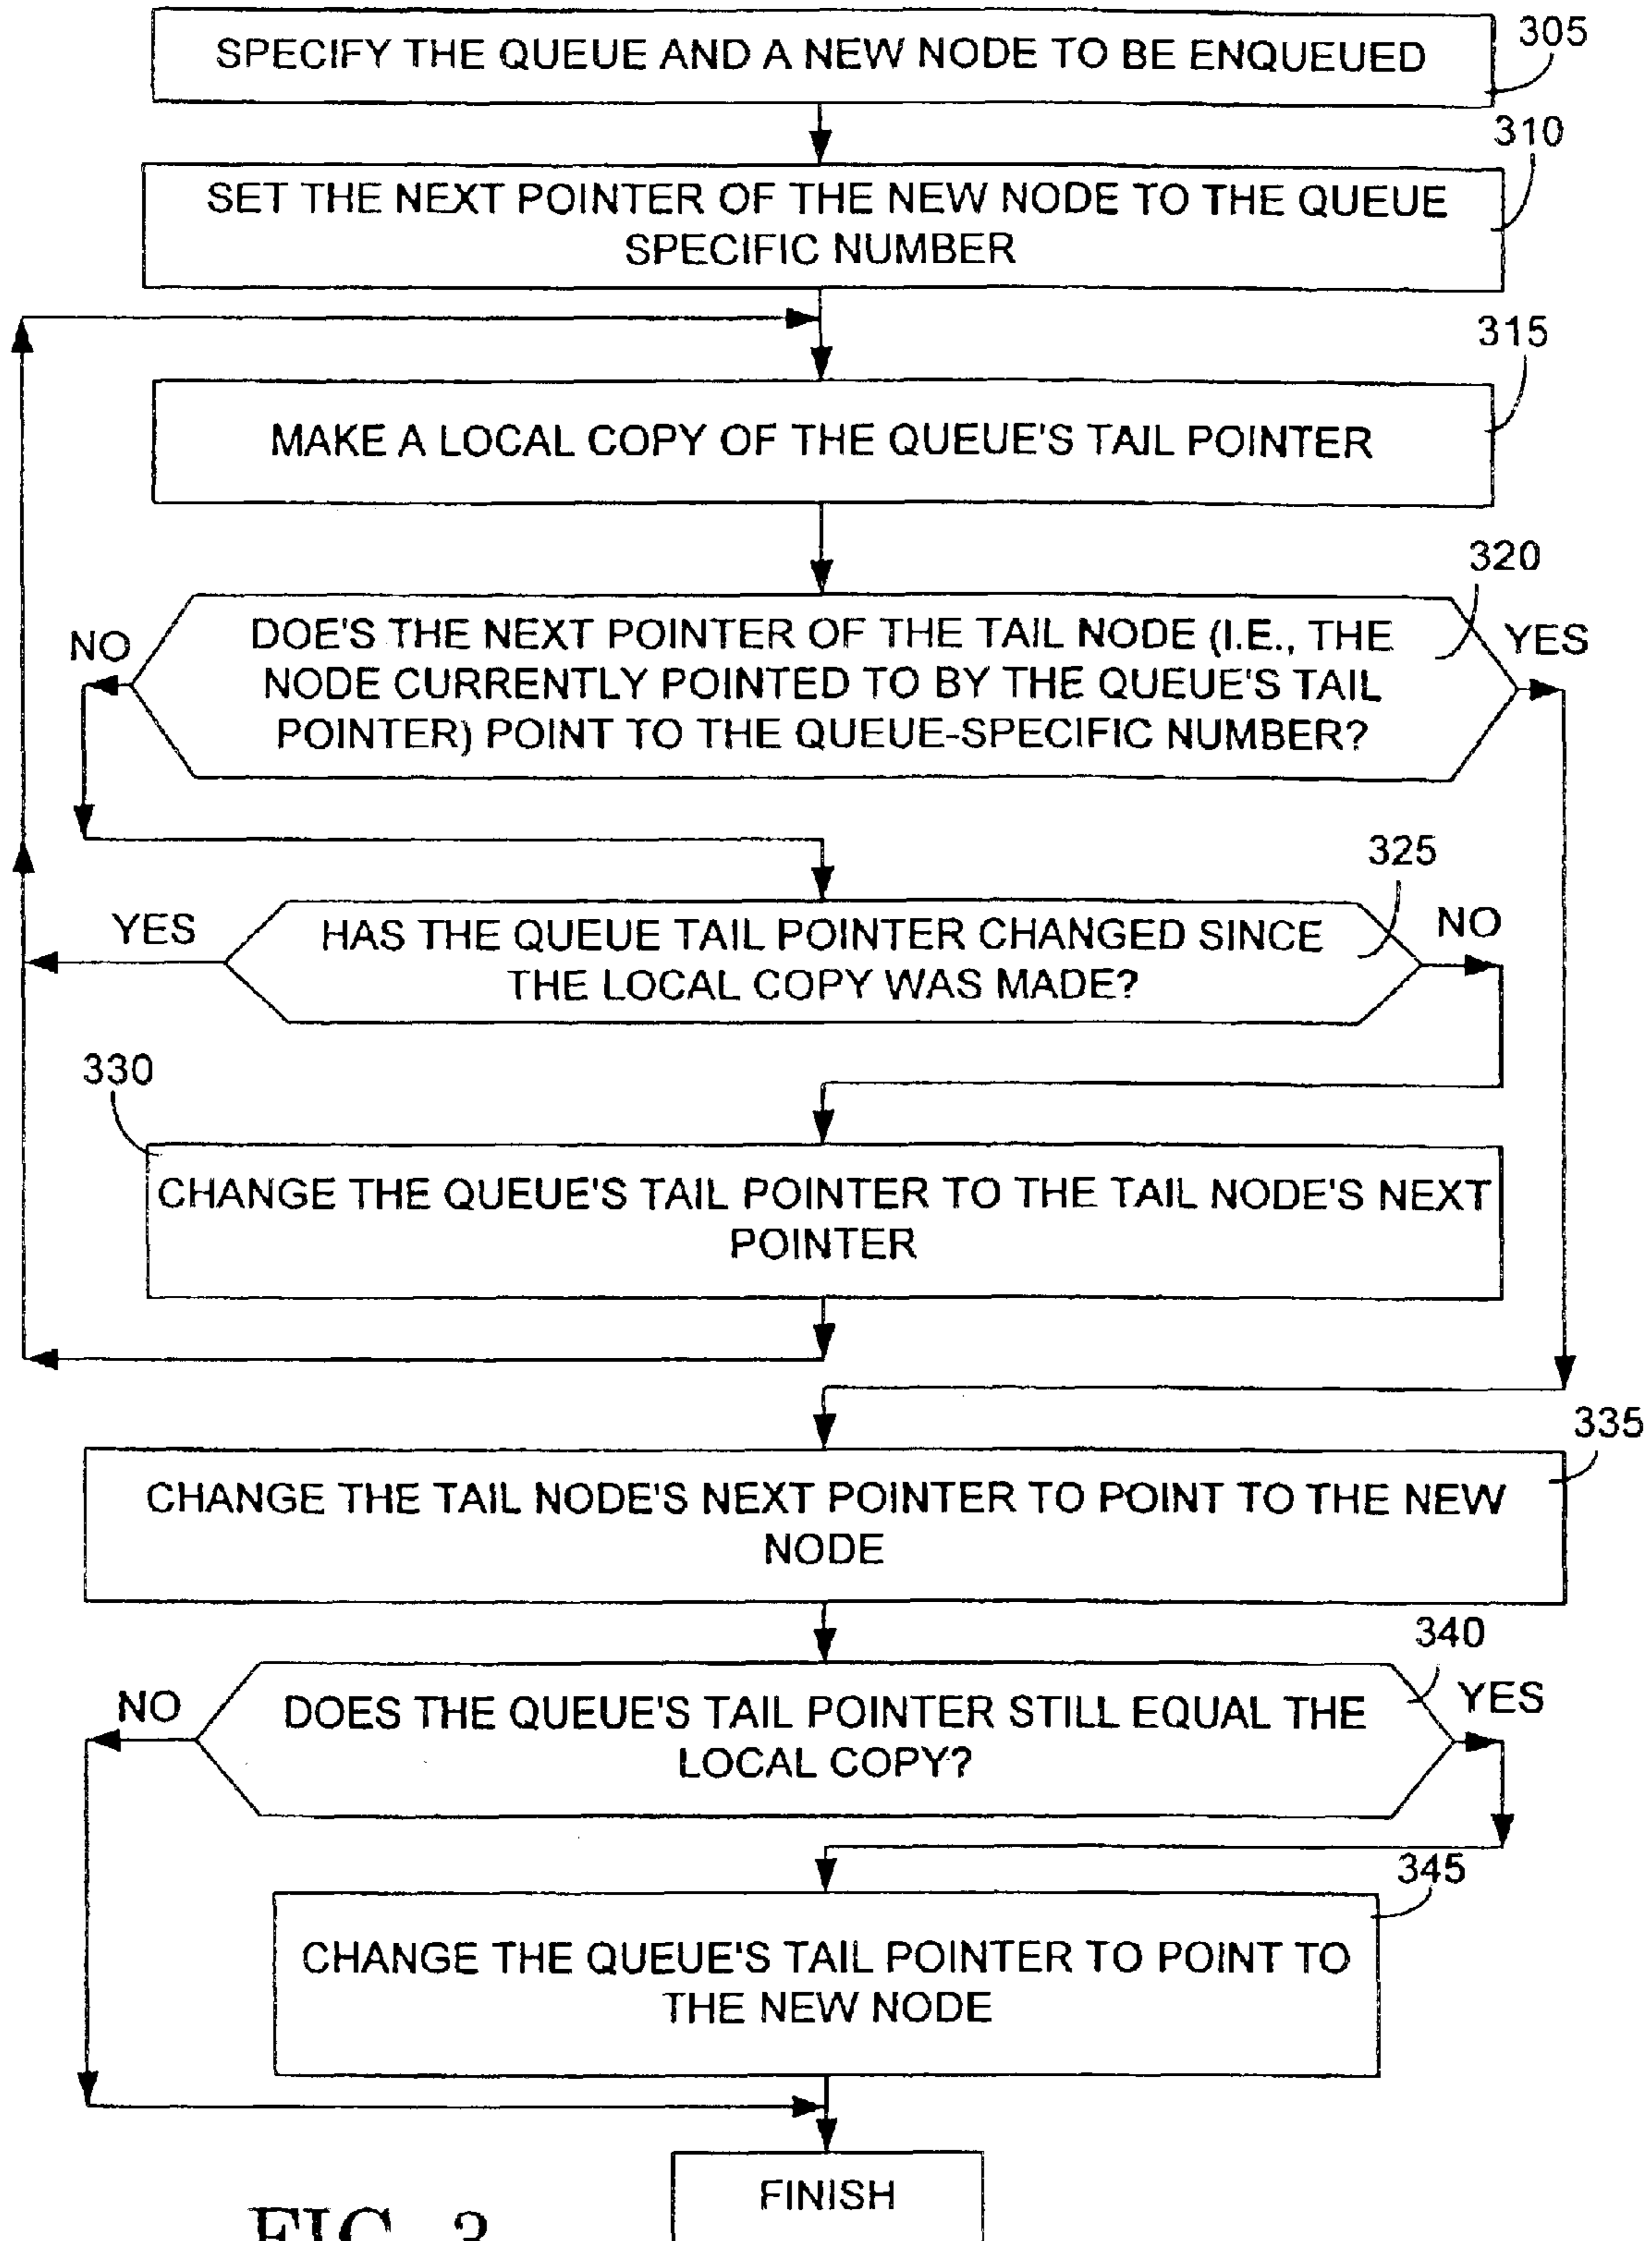 SPECIFY THE QUEUE AND A NEW NODE TO BE ENQUEUED
305
310
SET THE NEXT POINTER OF THE NEW NODE TO THE QUEUE
SPECIFIC NUMBER
315
MAKE A LOCAL COPY OF THE QUEUE'S TAIL POINTER
320
NO
DOE'S THE NEXT POINTER OF THE TAIL NODE (I.E., THE
NODE CURRENTLY POINTED TO BY THE QUEUE'S TAIL
POINTER) POINT TO THE QUEUE-SPECIFIC NUMBER?
YES
325
YES
HAS THE QUEUE TAIL POINTER CHANGED SINCE
THE LOCAL COPY WAS MADE?
NO
330
CHANGE THE QUEUE'S TAIL POINTER TO THE TAIL NODE'S NEXT
POINTER
335
CHANGE THE TAIL NODE'S NEXT POINTER TO POINT TO THE NEW
NODE
340
NO
DOES THE QUEUE'S TAIL POINTER STILL EQUAL THE
LOCAL COPY?
YES
345
CHANGE THE QUEUE'S TAIL POINTER TO POINT TO
THE NEW NODE
FINISH
FIG. 3